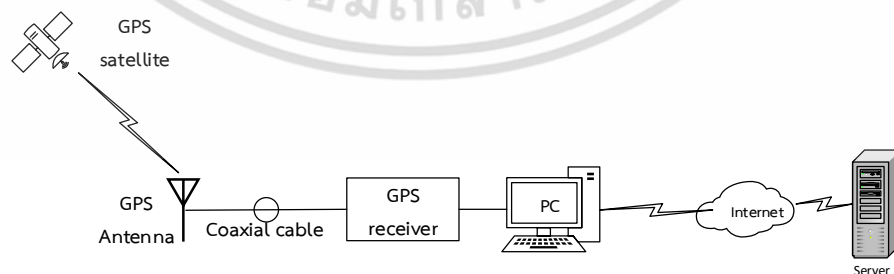 GPS
satellite
GPS
Antenna
Coaxial cable
GPS
receiver
PC
Internet
Server